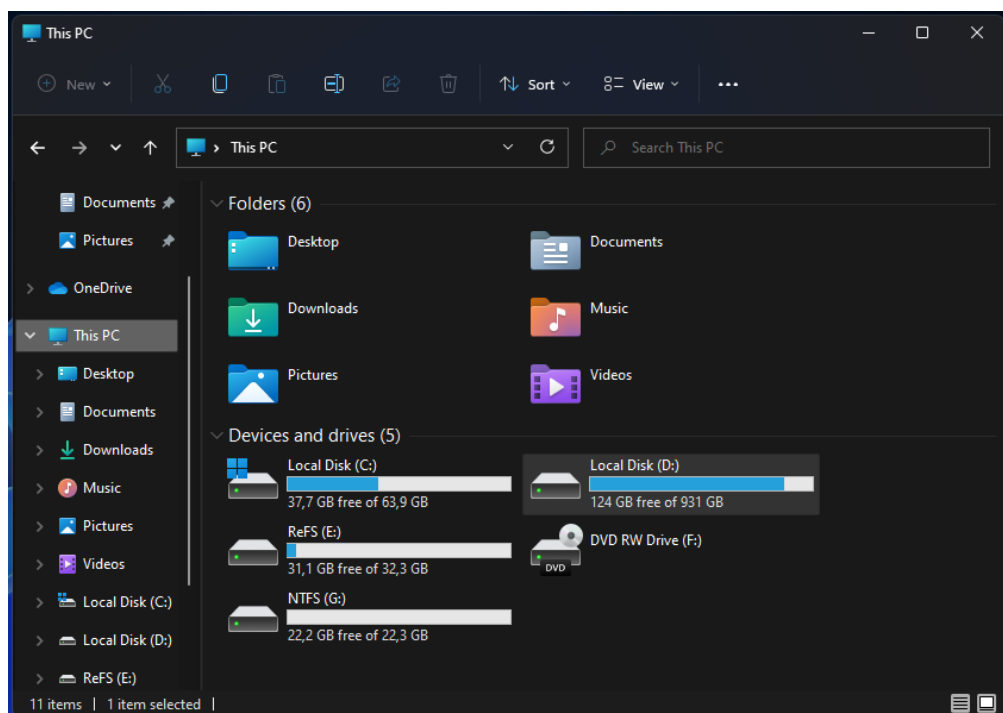 This PC
New
Sort
View
This PC
Search This PC
Documents
Pictures
OneDrive
This PC
Desktop
Documents
Downloads
Music
Pictures
Videos
Local Disk (C:)
Local Disk (D:)
ReFS (E:)
Folders (6)
Desktop
Documents
Downloads
Music
Pictures
Videos
Devices and drives (5)
Local Disk (C:)
37,7 GB free of 63,9 GB
Local Disk (D:)
124 GB free of 931 GB
ReFS (E:)
31,1 GB free of 32,3 GB
DVD RW Drive (F:)
DVD
NTFS (G:)
22,2 GB free of 22,3 GB
11 items
1 item selected